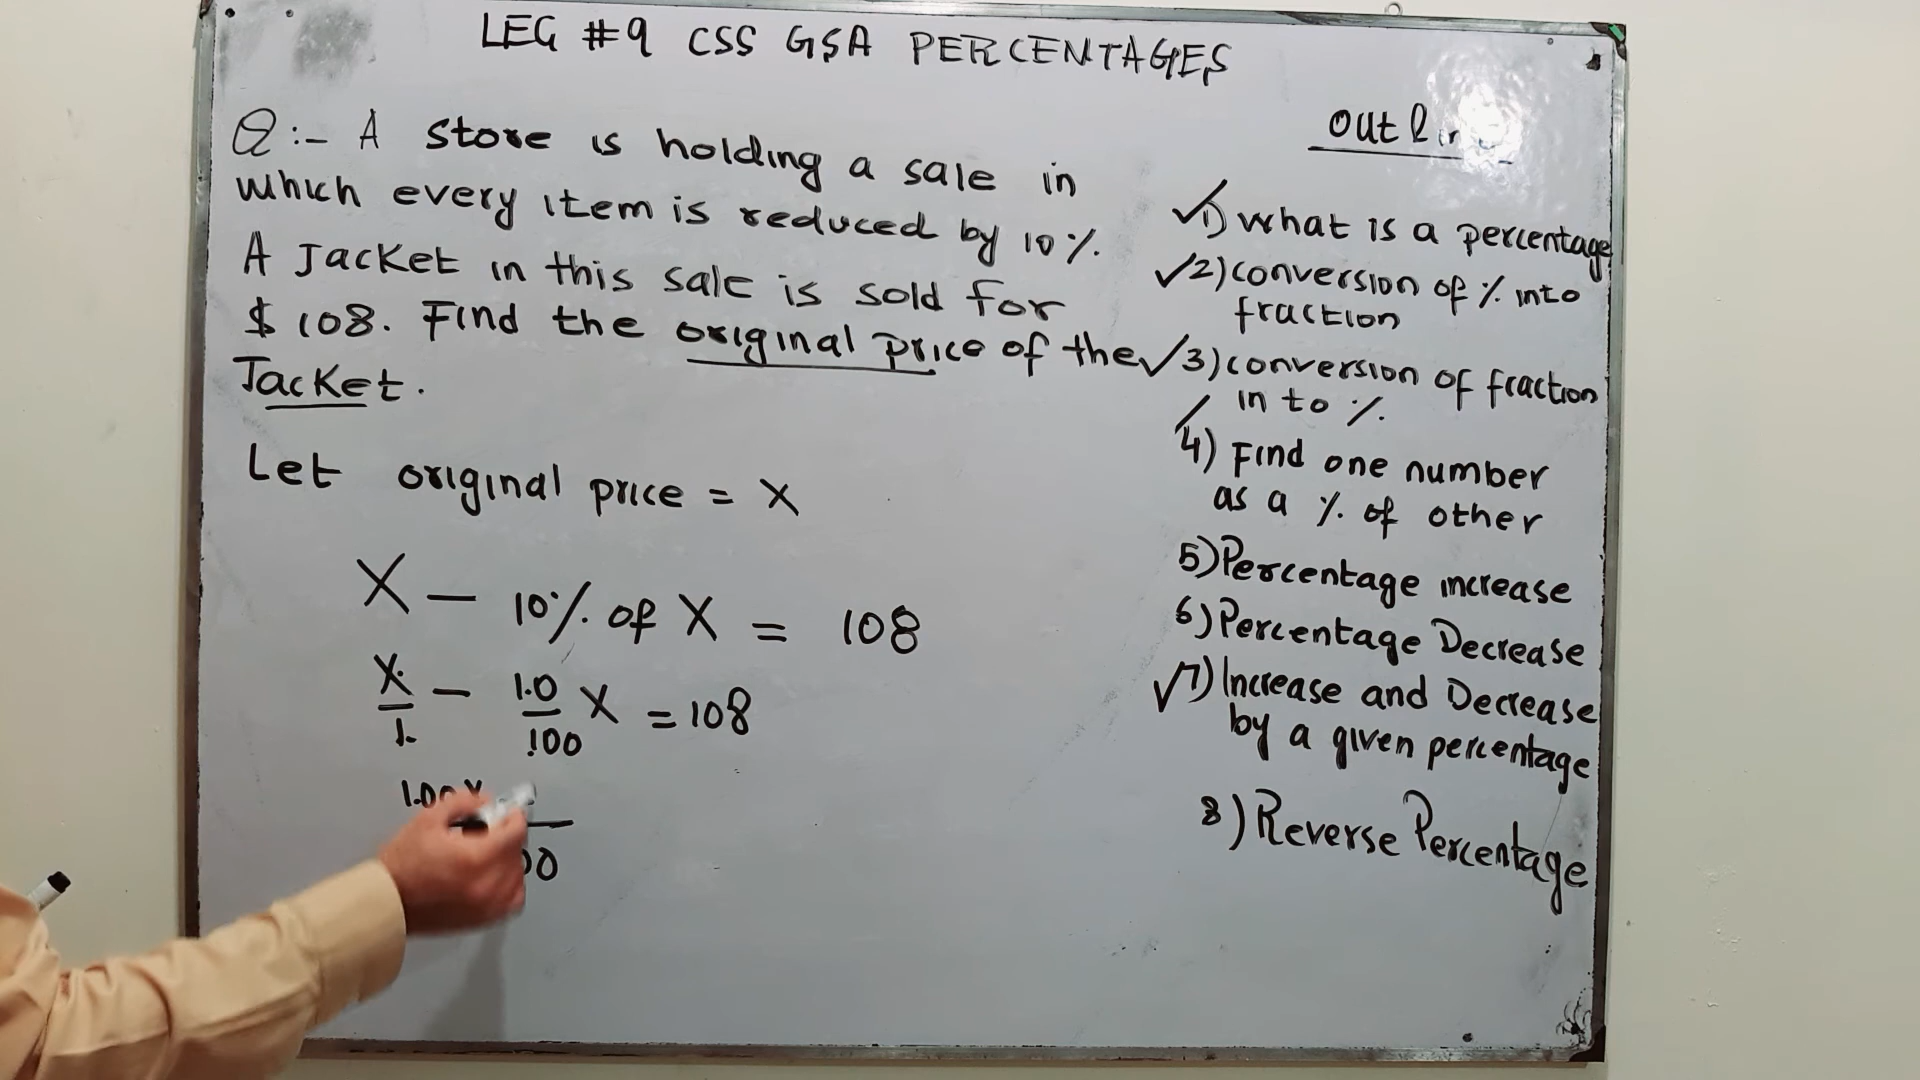 LEC #9 CSS GSA PERCENTAGES
Q:- A store is holding a sale in
which every item is reduced by 10%.
A Jacket in this sale is sold for
$ 108. Find the original price of the
Jacket.
Let original price = X
X - 10% of X = 108
X/1 - 10/100 X = 108
100X
1) What is a percentage
2) conversion of % into
fraction
3) conversion of fraction
in to %
4) Find one number
as a % of other
5) Percentage increase
6) Percentage Decrease
7) Increase and Decrease
by a given percentage
8) Reverse Percentage